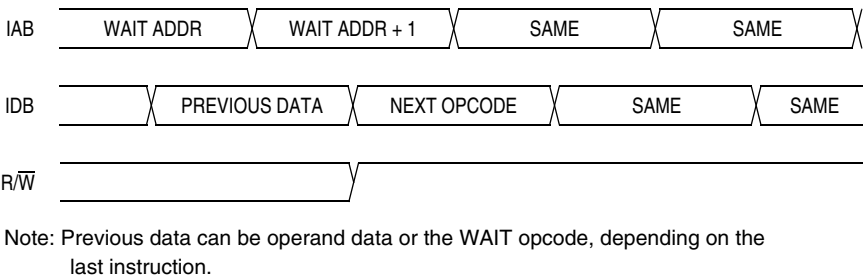 IAB WAIT ADDR WAIT ADDR + 1 SAME SAME
IDB PREVIOUS DATA NEXT OPCODE SAME SAME
R/W̅
Note: Previous data can be operand data or the WAIT opcode, depending on the
last instruction.